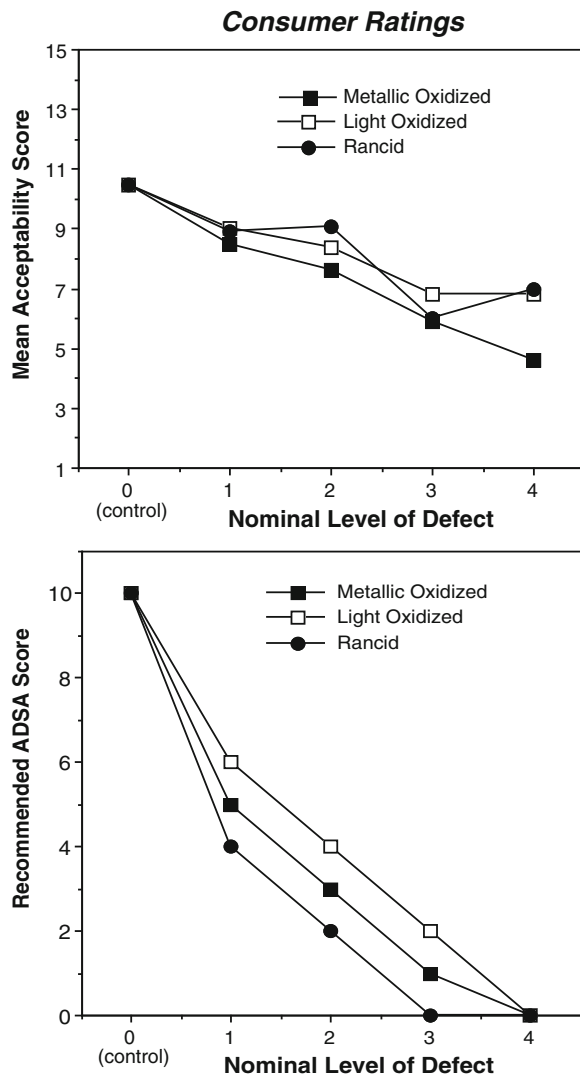 Consumer Ratings
15
13
11
9
7
5
3
1
Mean Acceptability Score
Metallic Oxidized
Light Oxidized
Rancid
0 1 2 3 4
(control)
Nominal Level of Defect
10
8
6
4
2
0
Recommended ADSA Score
Metallic Oxidized
Light Oxidized
Rancid
0 1 2 3 4
(control)
Nominal Level of Defect